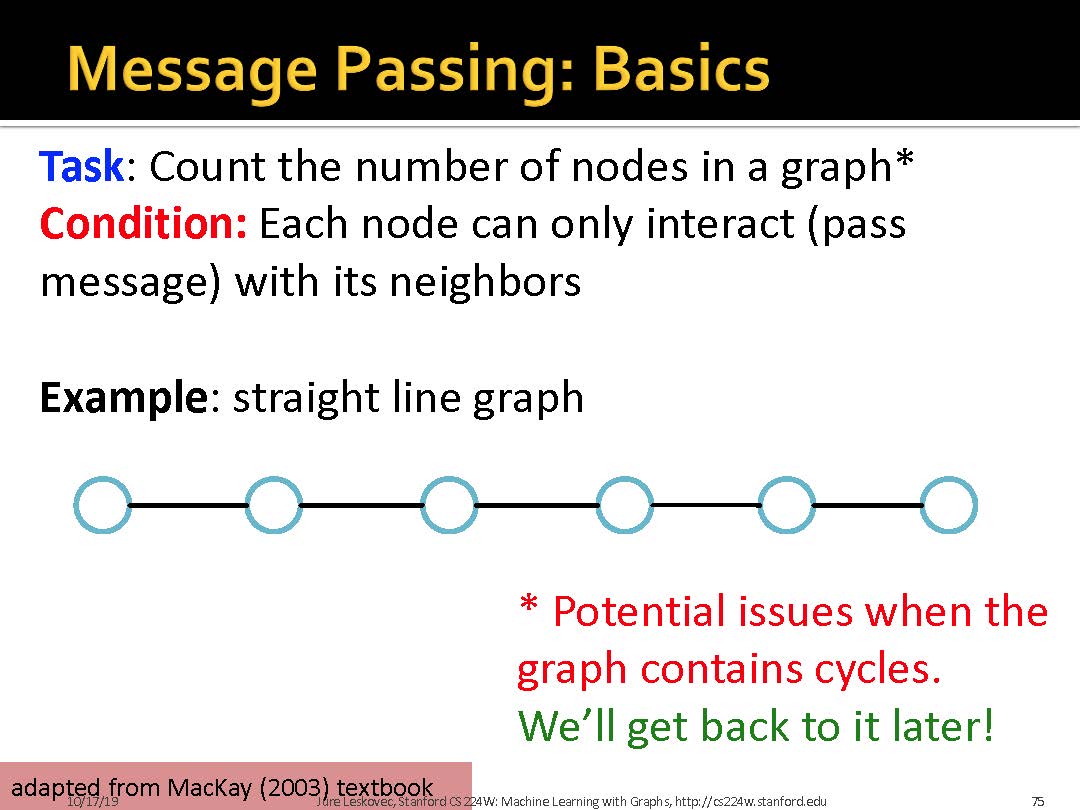 Message Passing: Basics
Task: Count the number of nodes in a graph*
Condition: Each node can only interact (pass
message) with its neighbors
Example: straight line graph
* Potential issues when the
graph contains cycles.
We’ll get back to it later!
adapted from MacKay (2003) textbook
10/17/19
Jure Leskovec, Stanford CS224W: Machine Learning with Graphs, http://cs224w.stanford.edu
75